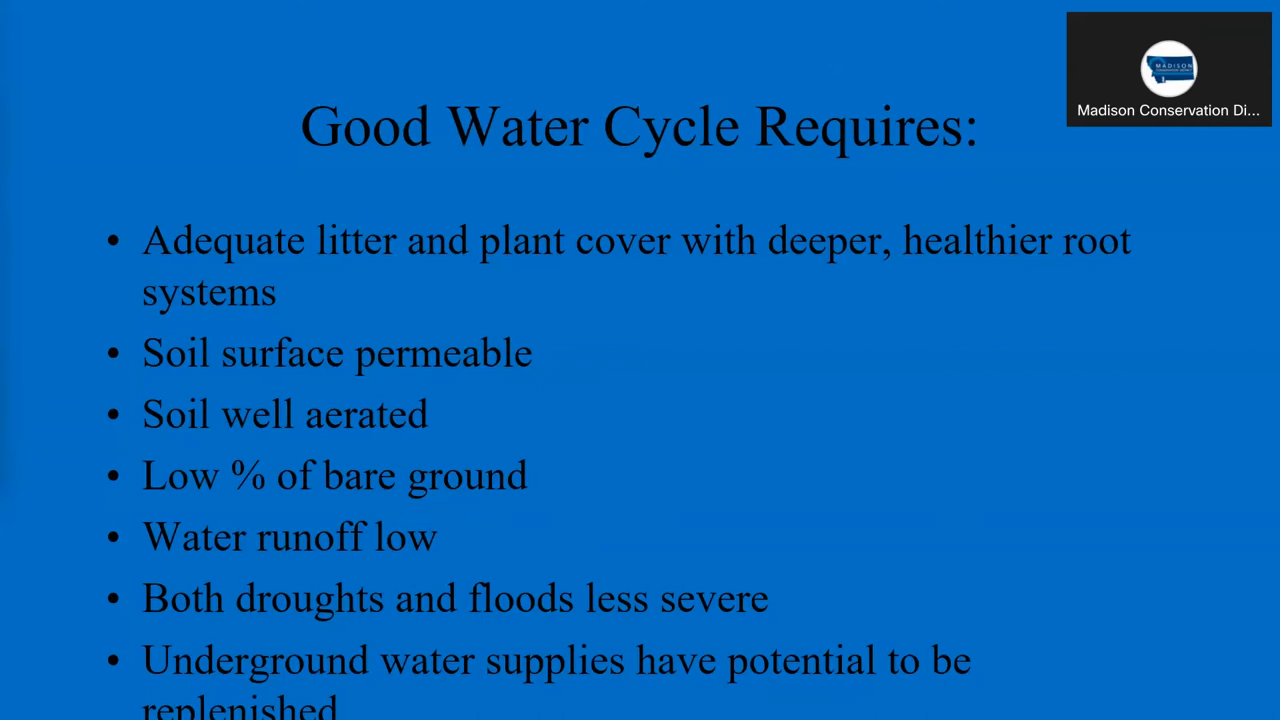 MADISON
Madison Conservation Di...
Good Water Cycle Requires:
• Adequate litter and plant cover with deeper, healthier root
systems
• Soil surface permeable
• Soil well aerated
• Low % of bare ground
• Water runoff low
• Both droughts and floods less severe
• Underground water supplies have potential to be
replenished